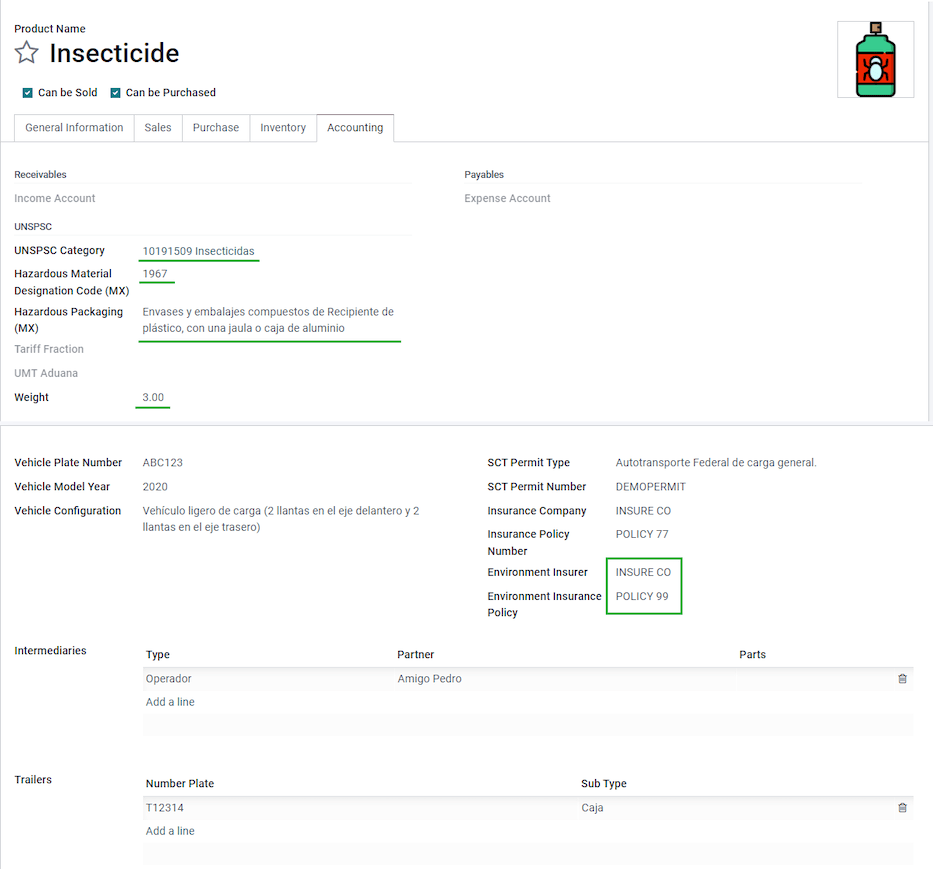 Product Name
Insecticide
Can be Sold Can be Purchased
General Information Sales Purchase Inventory Accounting
Receivables
Income Account
Payables
Expense Account
UNSPSC
UNSPSC Category 10191509 Insecticidas
Hazardous Material
Designation Code (MX)
1967
Hazardous Packaging
(MX)
Envases y embalajes compuestos de Recipiente de
plástico, con una jaula o caja de aluminio
Tariff Fraction
UMT Aduana
Weight 3.00
Vehicle Plate Number ABC123
Vehicle Model Year 2020
Vehicle Configuration Vehículo ligero de carga (2 llantas en el eje delantero y 2
llantas en el eje trasero)
SCT Permit Type Autotransporte Federal de carga general.
SCT Permit Number DEMOPERMIT
Insurance Company INSURE CO
Insurance Policy
Number
POLICY 77
Environment Insurer INSURE CO
Environment Insurance
Policy
POLICY 99
Intermediaries
Type Partner Parts
Operador Amigo Pedro
Add a line
Trailers
Number Plate Sub Type
T12314 Caja
Add a line